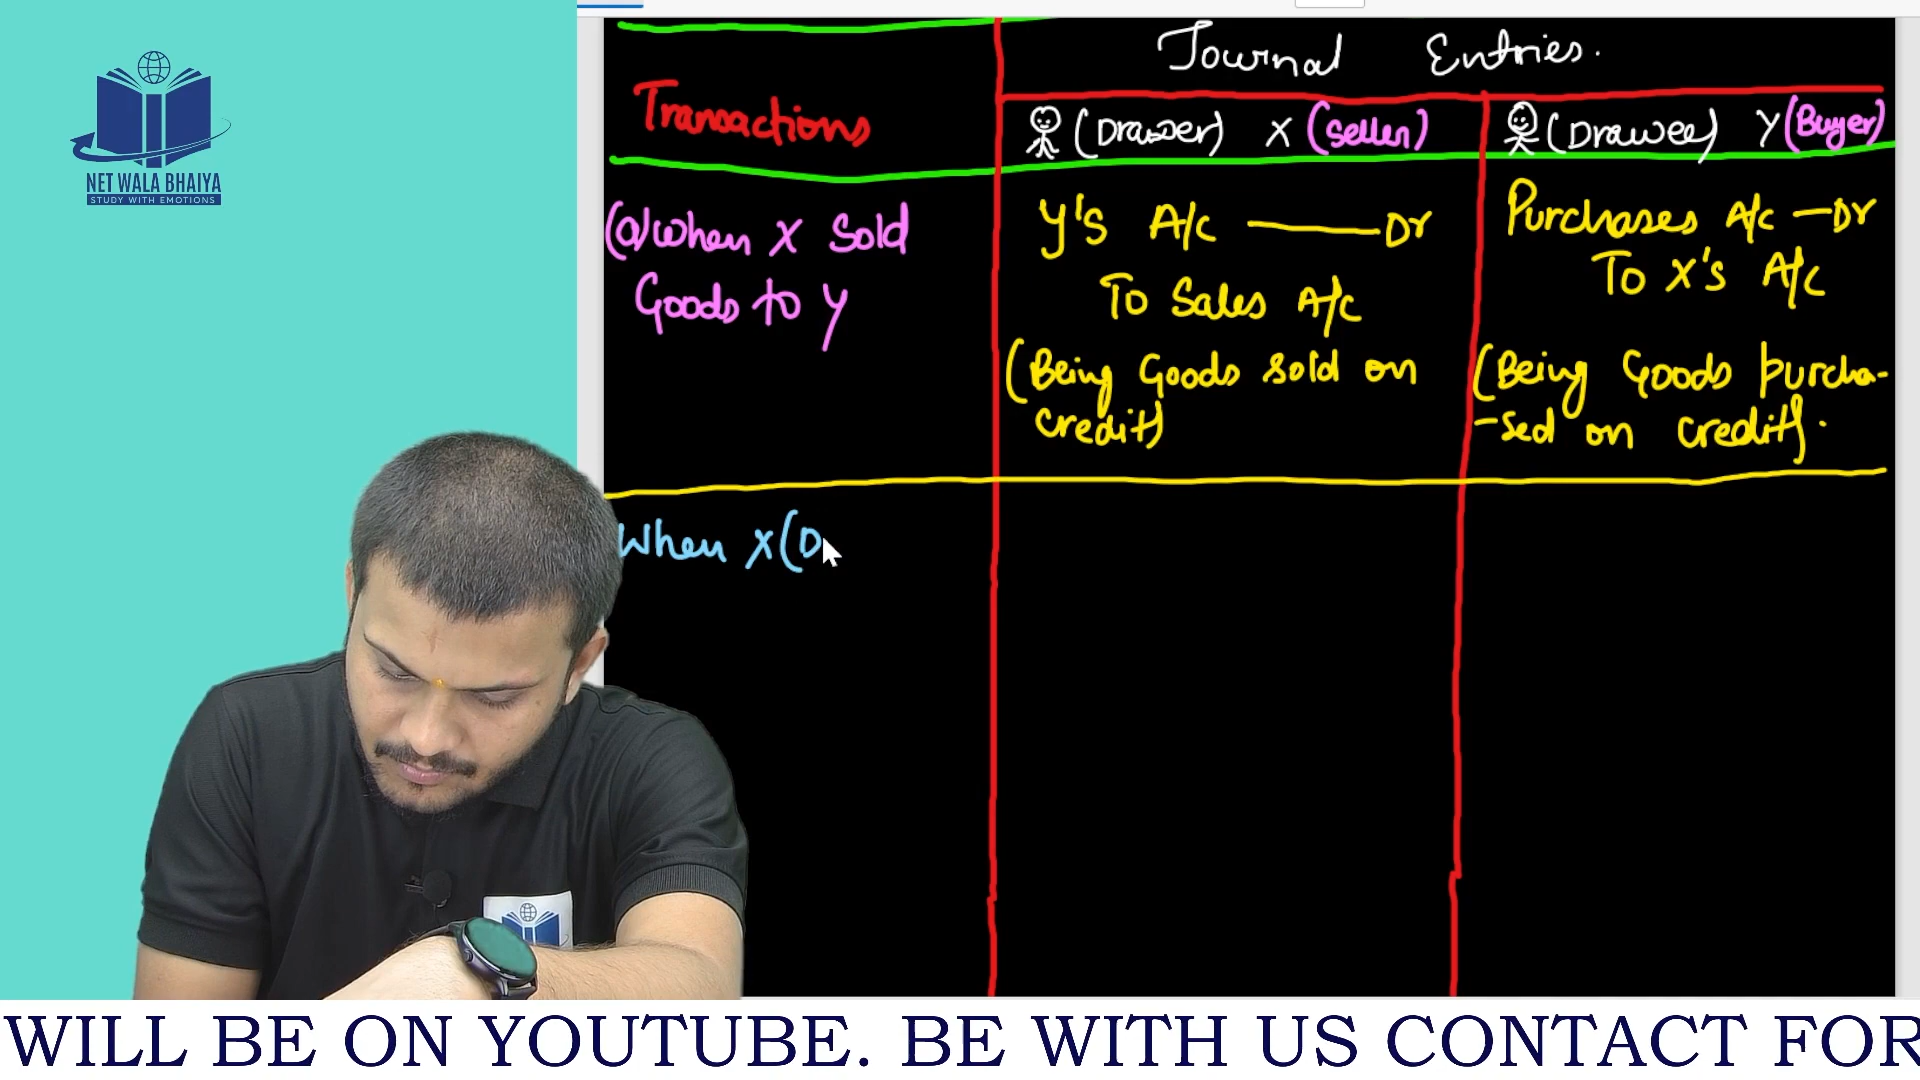 NET WALA BHAIYA
STUDY WITH EMOTIONS
Journal Entries.
Transactions
(Drawer) X (Seller)
(Drawee) Y (Buyer)
(a) When X Sold
Goods to Y
Y's A/c —— Dr
To Sales A/c
(Being Goods sold on
credit)
Purchases A/c — Dr
To X's A/c
(Being Goods purcha-
-sed on credit).
When X (D
WILL BE ON YOUTUBE. BE WITH US CONTACT FOR